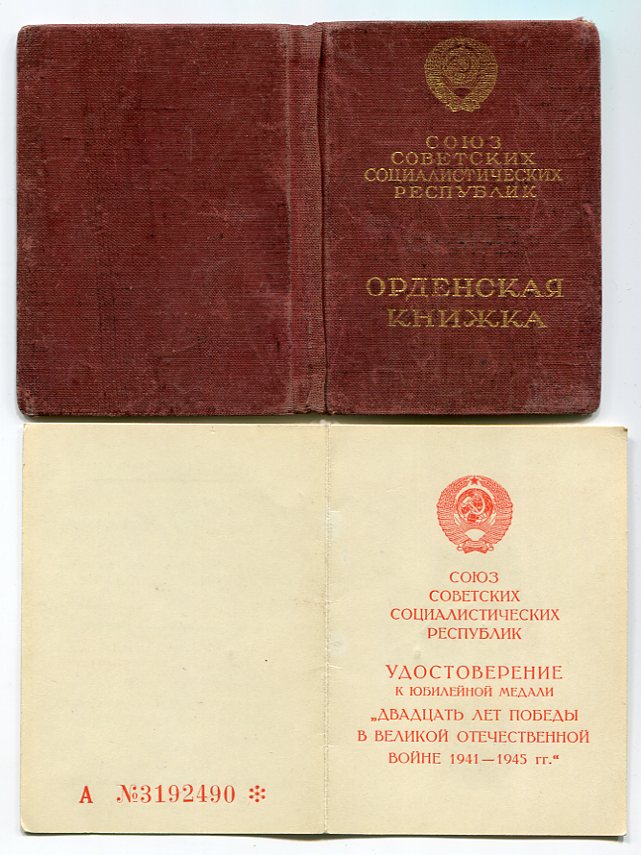 СОЮЗ
СОВЕТСКИХ
СОЦИАЛИСТИЧЕСКИХ
РЕСПУБЛИК
ОРДЕНСКАЯ
КНИЖКА
СОЮЗ
СОВЕТСКИХ
СОЦИАЛИСТИЧЕСКИХ
РЕСПУБЛИК
УДОСТОВЕРЕНИЕ
К ЮБИЛЕЙНОЙ МЕДАЛИ
„ДВАДЦАТЬ ЛЕТ ПОБЕДЫ
В ВЕЛИКОЙ ОТЕЧЕСТВЕННОЙ
ВОЙНЕ 1941—1945 гг.“
А №3192490 ❇